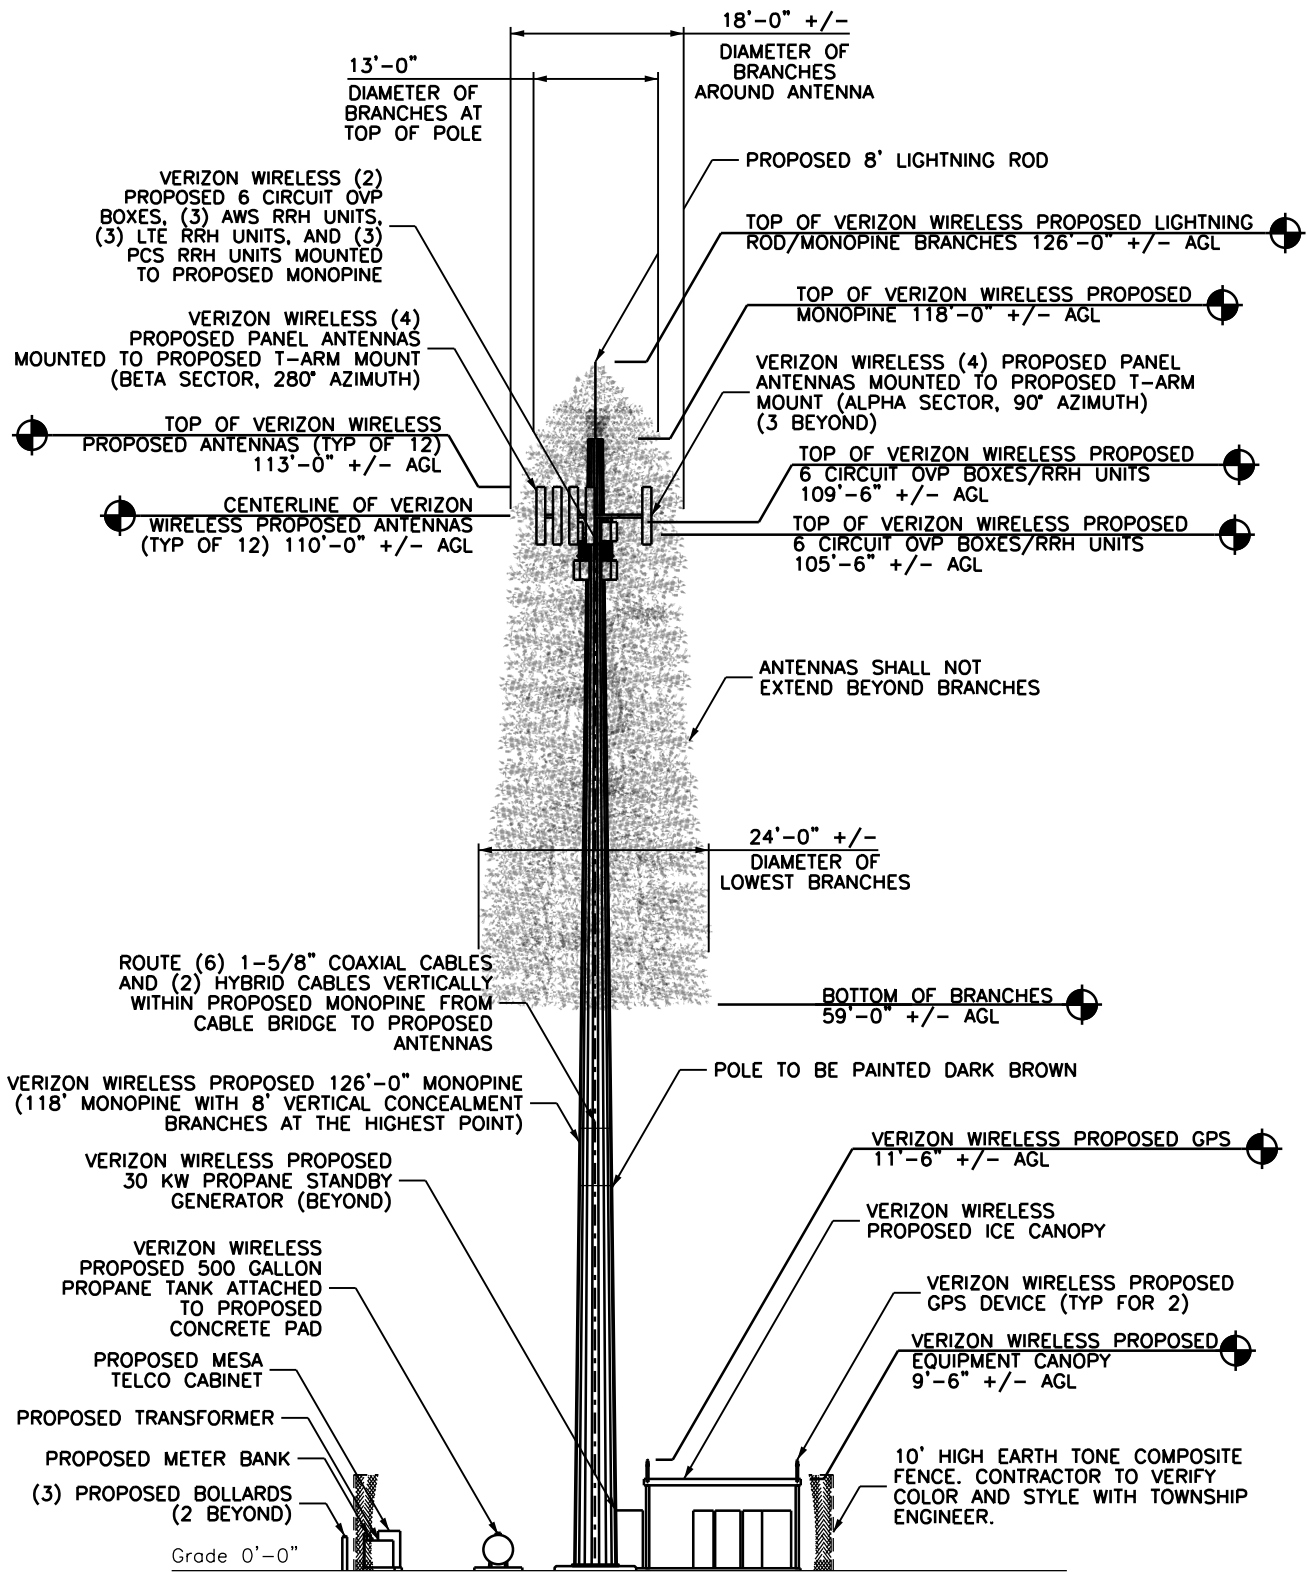 18'-0" +/-
DIAMETER OF
BRANCHES
AROUND ANTENNA
13'-0"
DIAMETER OF
BRANCHES AT
TOP OF POLE
PROPOSED 8' LIGHTNING ROD
VERIZON WIRELESS (2)
PROPOSED 6 CIRCUIT OVP
BOXES, (3) AWS RRH UNITS,
(3) LTE RRH UNITS, AND (3)
PCS RRH UNITS MOUNTED
TO PROPOSED MONOPINE
TOP OF VERIZON WIRELESS PROPOSED LIGHTNING
ROD/MONOPINE BRANCHES 126'-0" +/- AGL
TOP OF VERIZON WIRELESS PROPOSED
MONOPINE 118'-0" +/- AGL
VERIZON WIRELESS (4)
PROPOSED PANEL ANTENNAS
MOUNTED TO PROPOSED T-ARM MOUNT
(BETA SECTOR, 280° AZIMUTH)
VERIZON WIRELESS (4) PROPOSED PANEL
ANTENNAS MOUNTED TO PROPOSED T-ARM
MOUNT (ALPHA SECTOR, 90° AZIMUTH)
(3 BEYOND)
TOP OF VERIZON WIRELESS
PROPOSED ANTENNAS (TYP OF 12)
113'-0" +/- AGL
TOP OF VERIZON WIRELESS PROPOSED
6 CIRCUIT OVP BOXES/RRH UNITS
109'-6" +/- AGL
CENTERLINE OF VERIZON
WIRELESS PROPOSED ANTENNAS
(TYP OF 12) 110'-0" +/- AGL
TOP OF VERIZON WIRELESS PROPOSED
6 CIRCUIT OVP BOXES/RRH UNITS
105'-6" +/- AGL
ANTENNAS SHALL NOT
EXTEND BEYOND BRANCHES
24'-0" +/-
DIAMETER OF
LOWEST BRANCHES
ROUTE (6) 1-5/8" COAXIAL CABLES
AND (2) HYBRID CABLES VERTICALLY
WITHIN PROPOSED MONOPINE FROM
CABLE BRIDGE TO PROPOSED
ANTENNAS
BOTTOM OF BRANCHES
59'-0" +/- AGL
POLE TO BE PAINTED DARK BROWN
VERIZON WIRELESS PROPOSED 126'-0" MONOPINE
(118' MONOPINE WITH 8' VERTICAL CONCEALMENT
BRANCHES AT THE HIGHEST POINT)
VERIZON WIRELESS PROPOSED GPS
11'-6" +/- AGL
VERIZON WIRELESS PROPOSED
30 KW PROPANE STANDBY
GENERATOR (BEYOND)
VERIZON WIRELESS
PROPOSED ICE CANOPY
VERIZON WIRELESS
PROPOSED 500 GALLON
PROPANE TANK ATTACHED
TO PROPOSED
CONCRETE PAD
VERIZON WIRELESS PROPOSED
GPS DEVICE (TYP FOR 2)
VERIZON WIRELESS PROPOSED
EQUIPMENT CANOPY
9'-6" +/- AGL
PROPOSED MESA
TELCO CABINET
PROPOSED TRANSFORMER
PROPOSED METER BANK
(3) PROPOSED BOLLARDS
(2 BEYOND)
10' HIGH EARTH TONE COMPOSITE
FENCE. CONTRACTOR TO VERIFY
COLOR AND STYLE WITH TOWNSHIP
ENGINEER.
Grade 0'-0"